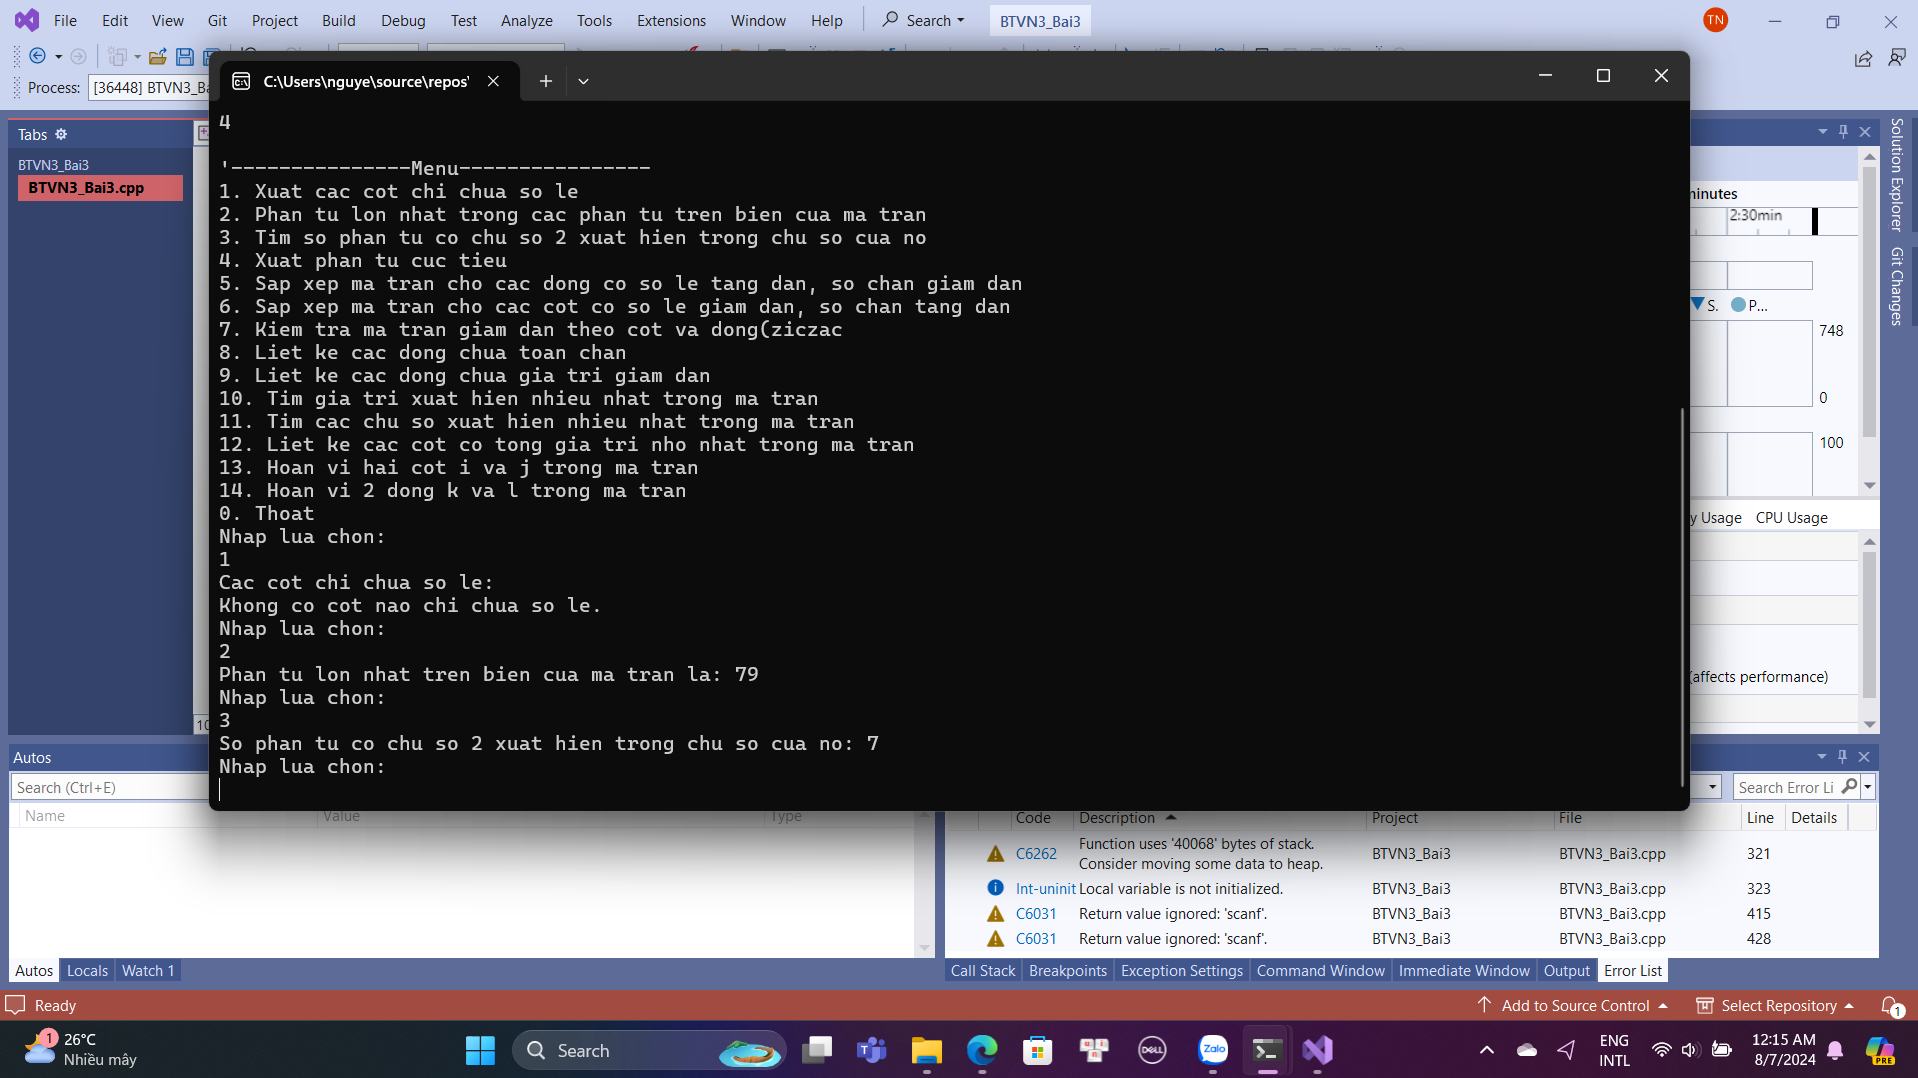 File Edit View Git Project Build Debug Test Analyze Tools Extensions Window Help Search BTVN3_Bai3 TN
Process: [36448] BTVN3_Ba
C:\Users\nguye\source\repos\
Tabs
BTVN3_Bai3
BTVN3_Bai3.cpp
4
'---------------Menu----------------
1. Xuat cac cot chi chua so le
2. Phan tu lon nhat trong cac phan tu tren bien cua ma tran
3. Tim so phan tu co chu so 2 xuat hien trong chu so cua no
4. Xuat phan tu cuc tieu
5. Sap xep ma tran cho cac dong co so le tang dan, so chan giam dan
6. Sap xep ma tran cho cac cot co so le giam dan, so chan tang dan
7. Kiem tra ma tran giam dan theo cot va dong(ziczac
8. Liet ke cac dong chua toan chan
9. Liet ke cac dong chua gia tri giam dan
10. Tim gia tri xuat hien nhieu nhat trong ma tran
11. Tim cac chu so xuat hien nhieu nhat trong ma tran
12. Liet ke cac cot co tong gia tri nho nhat trong ma tran
13. Hoan vi hai cot i va j trong ma tran
14. Hoan vi 2 dong k va l trong ma tran
0. Thoat
Nhap lua chon:
1
Cac cot chi chua so le:
Khong co cot nao chi chua so le.
Nhap lua chon:
2
Phan tu lon nhat tren bien cua ma tran la: 79
Nhap lua chon:
3
So phan tu co chu so 2 xuat hien trong chu so cua no: 7
Nhap lua chon:
minutes
2:30min
S. P...
748
0
100
y Usage CPU Usage
(affects performance)
Solution Explorer
Git Changes
Autos
Search (Ctrl+E)
Name Value Type
Autos Locals Watch 1
Search Error Li
Code Description Project File Line Details
C6262 Function uses '40068' bytes of stack. Consider moving some data to heap. BTVN3_Bai3 BTVN3_Bai3.cpp 321
Int-uninit Local variable is not initialized. BTVN3_Bai3 BTVN3_Bai3.cpp 323
C6031 Return value ignored: 'scanf'. BTVN3_Bai3 BTVN3_Bai3.cpp 415
C6031 Return value ignored: 'scanf'. BTVN3_Bai3 BTVN3_Bai3.cpp 428
Call Stack Breakpoints Exception Settings Command Window Immediate Window Output Error List
Ready
Add to Source Control Select Repository 1
1 26°C
Nhiều mây
Search
DELL
Zalo
ENG
INTL
12:15 AM
8/7/2024
PRE